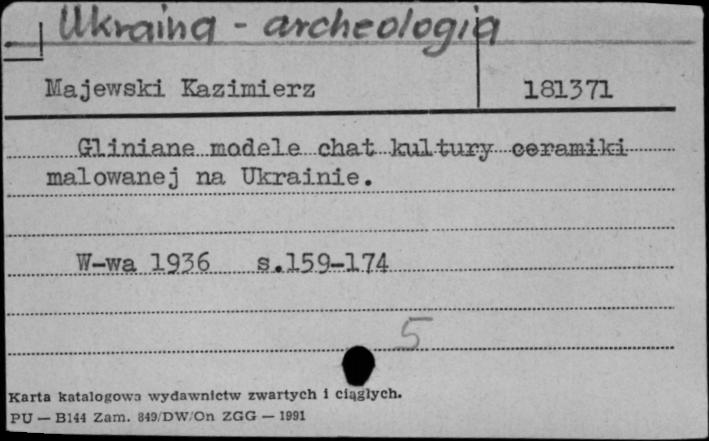 Ukraina - archeologia
Majewski Kazimierz 181371
Gliniane modele chat kultury ceramiki
malowanej na Ukrainie.
W-wa 1936 s.159-174
5
Karta katalogowa wydawnictw zwartych i ciągłych.
PU — B144 Zam. 849/DW/On ZGG — 1991